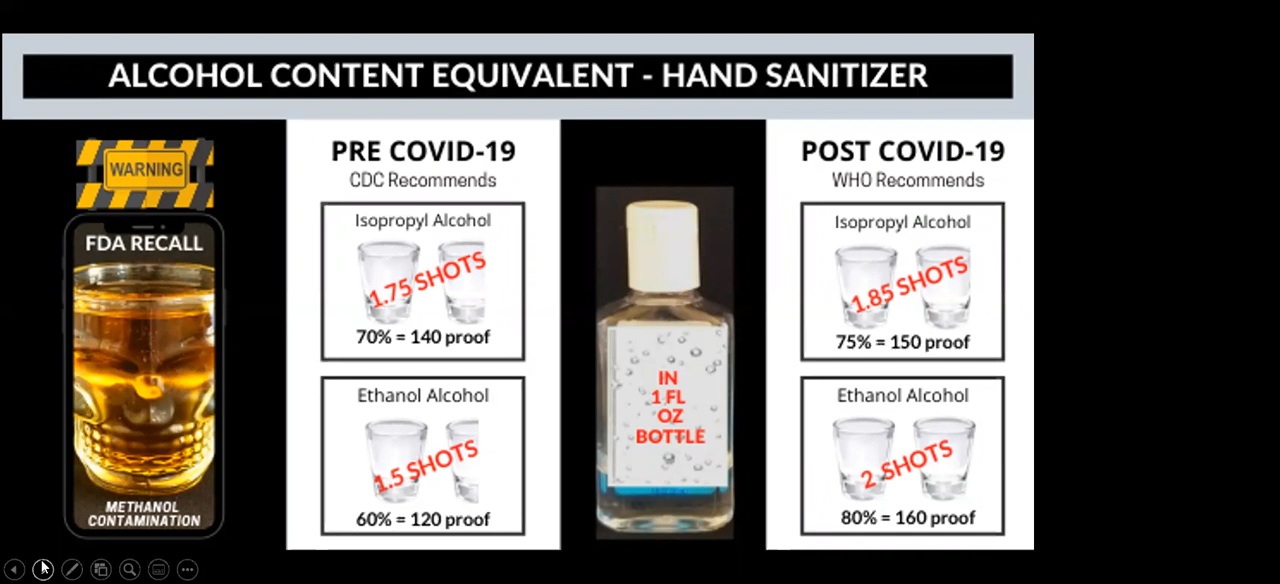 ALCOHOL CONTENT EQUIVALENT - HAND SANITIZER
WARNING
FDA RECALL
METHANOL
CONTAMINATION
PRE COVID-19
CDC Recommends
Isopropyl Alcohol
1.75 SHOTS
70% = 140 proof
Ethanol Alcohol
1.5 SHOTS
60% = 120 proof
IN
1 FL
OZ
BOTTLE
POST COVID-19
WHO Recommends
Isopropyl Alcohol
1.85 SHOTS
75% = 150 proof
Ethanol Alcohol
2 SHOTS
80% = 160 proof